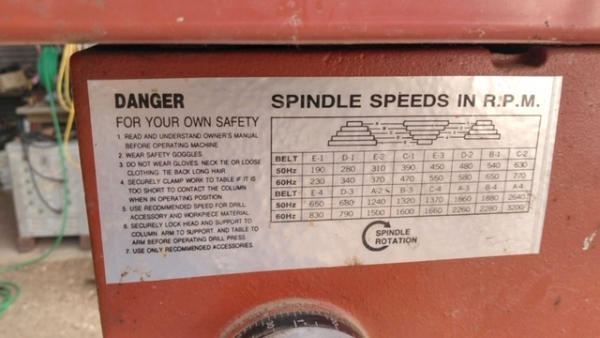 DANGER
FOR YOUR OWN SAFETY
1. READ AND UNDERSTAND OWNER'S MANUAL
BEFORE OPERATING MACHINE
2. WEAR SAFETY GOGGLES.
3. DO NOT WEAR GLOVES, NECK TIE OR LOOSE
CLOTHING. TIE BACK LONG HAIR.
4. SECURELY CLAMP WORK TO TABLE IF IT IS
TOO SHORT TO CONTACT THE COLUMN
WHEN IN OPERATING POSITION
5. USE RECOMMENDED SPEED FOR DRILL
ACCESSORY AND WORKPIECE MATERIAL
6. SECURELY LOCK HEAD AND SUPPORT TO
COLUMN ARM TO SUPPORT, AND TABLE TO
ARM BEFORE OPERATING DRILL PRESS.
7. USE ONLY RECOMMENDED ACCESSORIES.
SPINDLE SPEEDS IN R.P.M.
BELT E-1 D-1 E-2 C-1 E-3 D-2 B-1 C-2
50Hz 190 280 310 390 450 480 540 630
60Hz 230 340 370 470 550 580 650 770
BELT E-4 D-3 A-2 B-3 C-4 A-3 B-4 A-4
50Hz 650 680 1240 1320 1370 1860 1880 2640
60Hz 830 790 1500 1600 1660 2260 2280 3200
SPINDLE
ROTATION